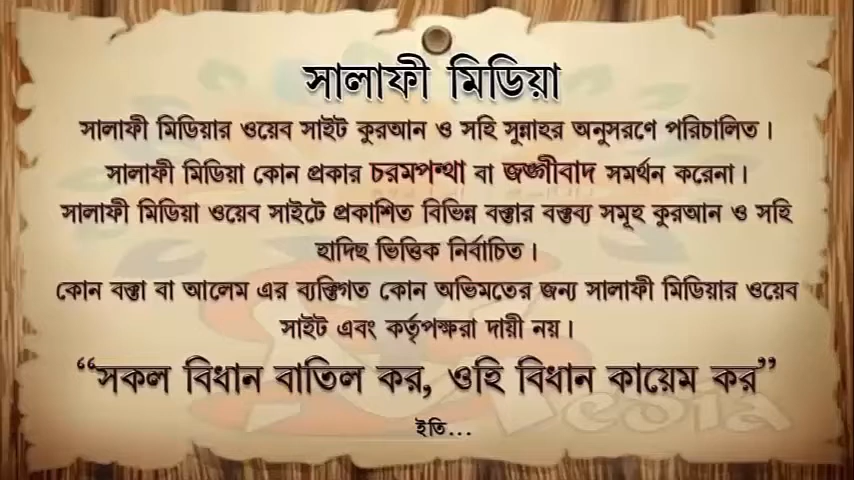 সালাফী মিডিয়া
সালাফী মিডিয়ার ওয়েব সাইট কুরআন ও সহি সুন্নাহর অনুসরণে পরিচালিত।
সালাফী মিডিয়া কোন প্রকার চরমপন্থা বা জঙ্গীবাদ সমর্থন করেনা।
সালাফী মিডিয়া ওয়েব সাইটে প্রকাশিত বিভিন্ন বক্তার বক্তব্য সমূহ কুরআন ও সহি
হাদিছ ভিত্তিক নির্বাচিত।
কোন বক্তা বা আলেম এর ব্যক্তিগত কোন অভিমতের জন্য সালাফী মিডিয়ার ওয়েব
সাইট এবং কর্তৃপক্ষরা দায়ী নয়।
“সকল বিধান বাতিল কর, ওহি বিধান কায়েম কর”
ইতি...